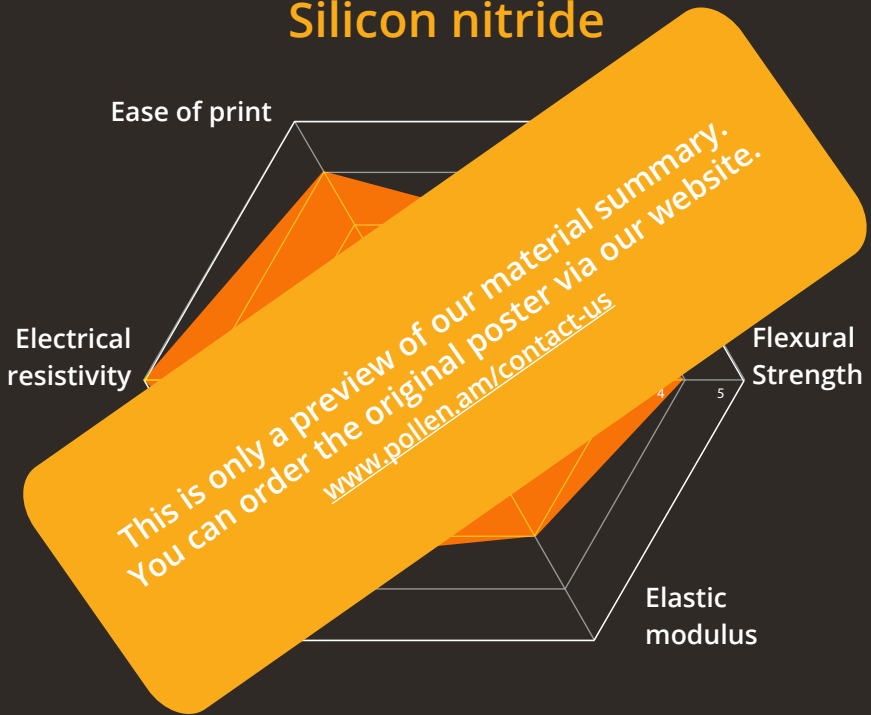 Silicon nitride
Ease of print
This is only a preview of our material summary.
You can order the original poster via our website.
www.pollen.am/contact-us
Electrical
resistivity
Flexural
Strength
4
5
Elastic
modulus